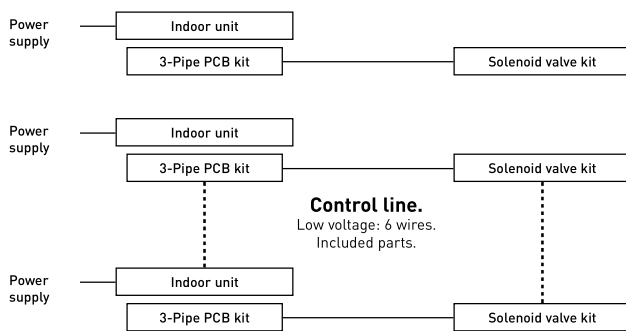 Power
supply
Indoor unit
3-Pipe PCB kit
Solenoid valve kit
Power
supply
Indoor unit
3-Pipe PCB kit
Solenoid valve kit
Control line.
Low voltage: 6 wires.
Included parts.
Power
supply
Indoor unit
3-Pipe PCB kit
Solenoid valve kit